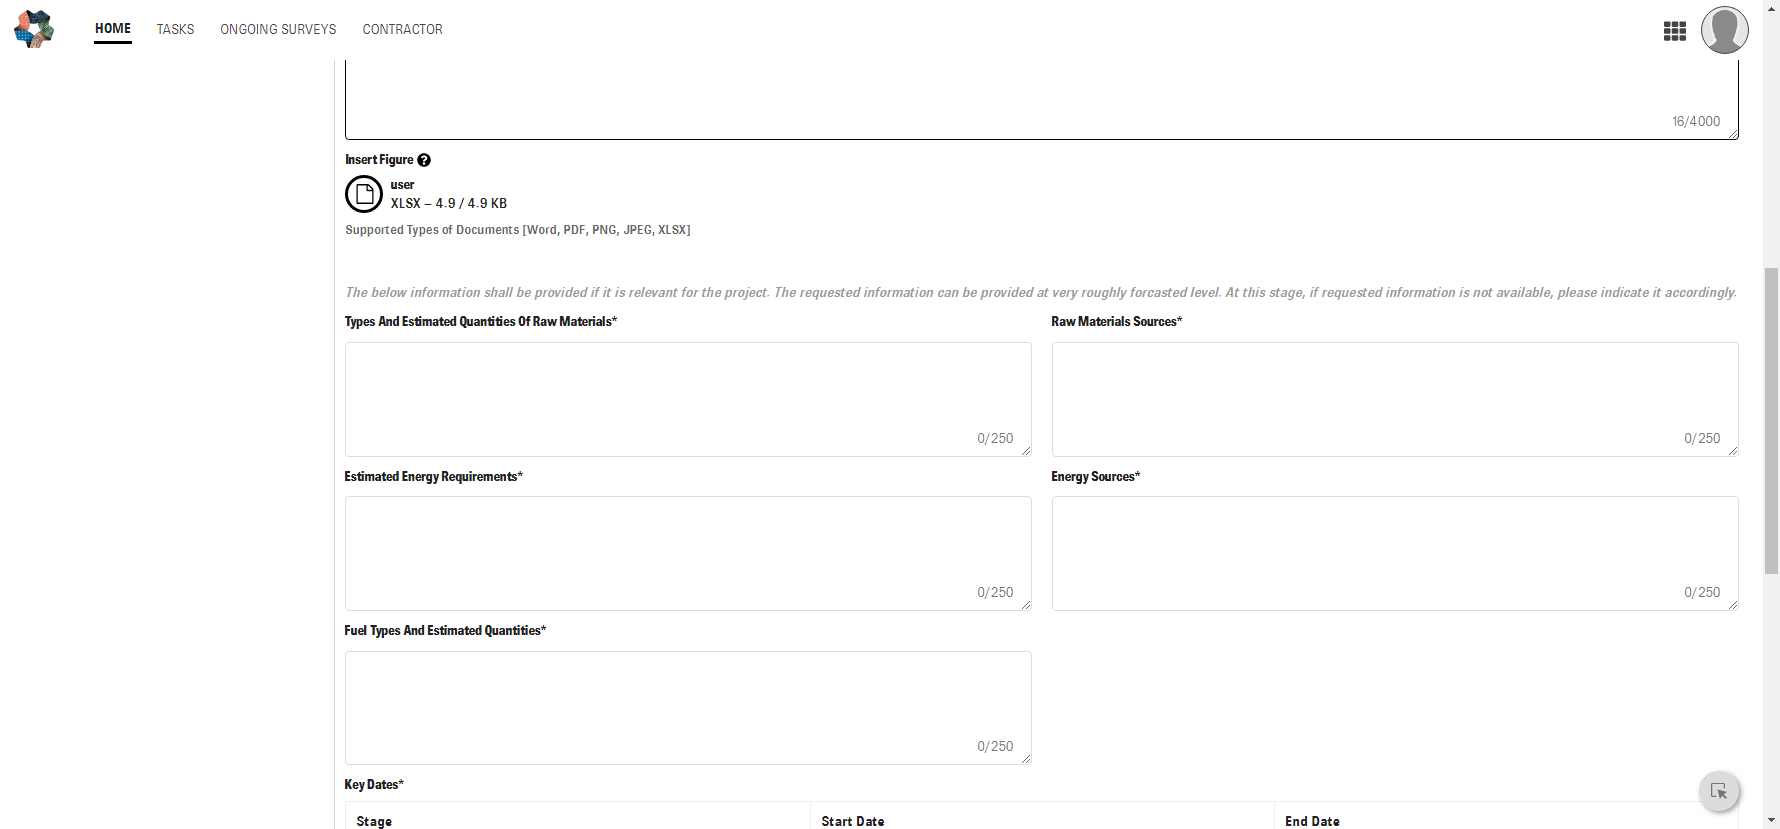 HOME TASKS ONGOING SURVEYS CONTRACTOR
16/4000
Insert Figure ?
user
XLSX – 4.9 / 4.9 KB
Supported Types of Documents [Word, PDF, PNG, JPEG, XLSX]
The below information shall be provided if it is relevant for the project. The requested information can be provided at very roughly forcasted level. At this stage, if requested information is not available, please indicate it accordingly.
Types And Estimated Quantities Of Raw Materials* Raw Materials Sources*
0/250 0/250
Estimated Energy Requirements* Energy Sources*
0/250 0/250
Fuel Types And Estimated Quantities*
0/250
Key Dates*
Stage Start Date End Date